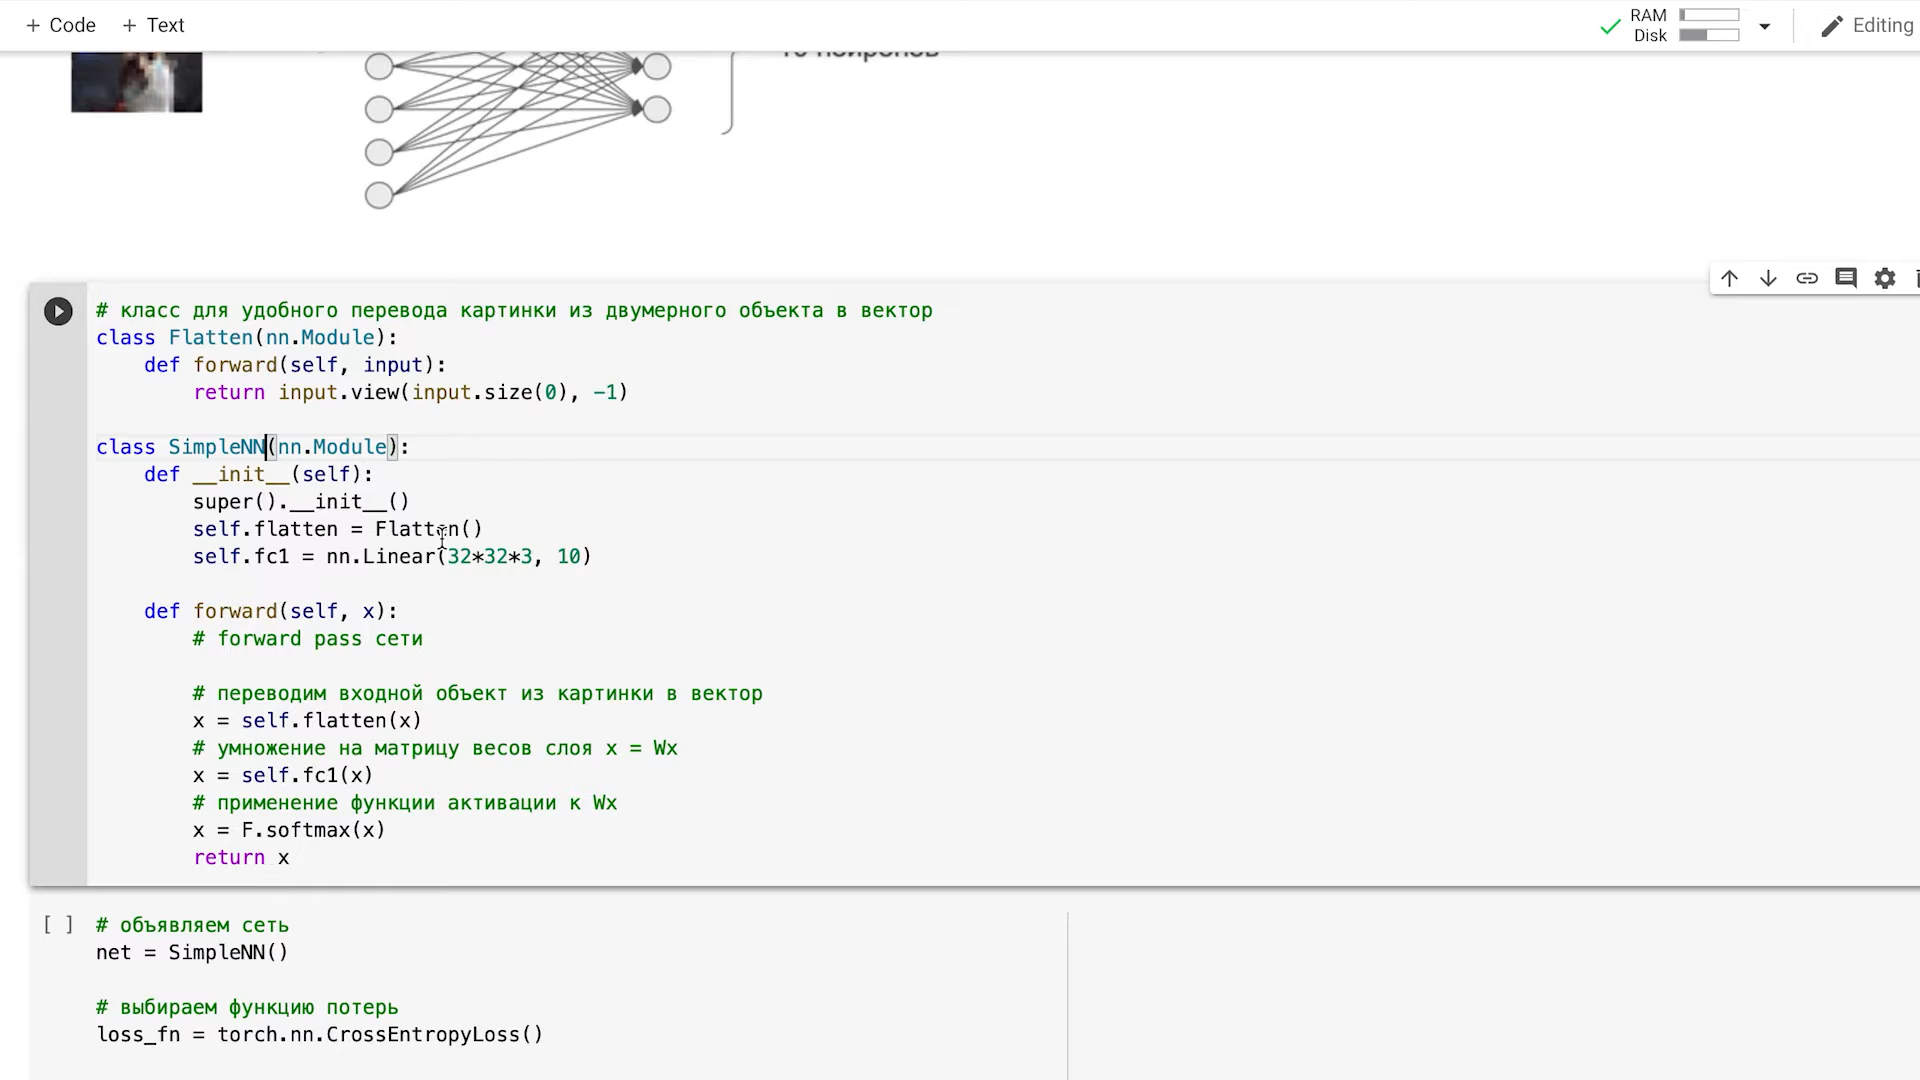 + Code + Text
RAM
Disk
Editing
# класс для удобного перевода картинки из двумерного объекта в вектор
class Flatten(nn.Module):
    def forward(self, input):
        return input.view(input.size(0), -1)
class SimpleNN(nn.Module):
    def __init__(self):
        super().__init__()
        self.flatten = Flatten()
        self.fc1 = nn.Linear(32*32*3, 10)
    def forward(self, x):
        # forward pass сети
        # переводим входной объект из картинки в вектор
        x = self.flatten(x)
        # умножение на матрицу весов слоя x = Wx
        x = self.fc1(x)
        # применение функции активации к Wx
        x = F.softmax(x)
        return x
[ ] # объявляем сеть
net = SimpleNN()
# выбираем функцию потерь
loss_fn = torch.nn.CrossEntropyLoss()